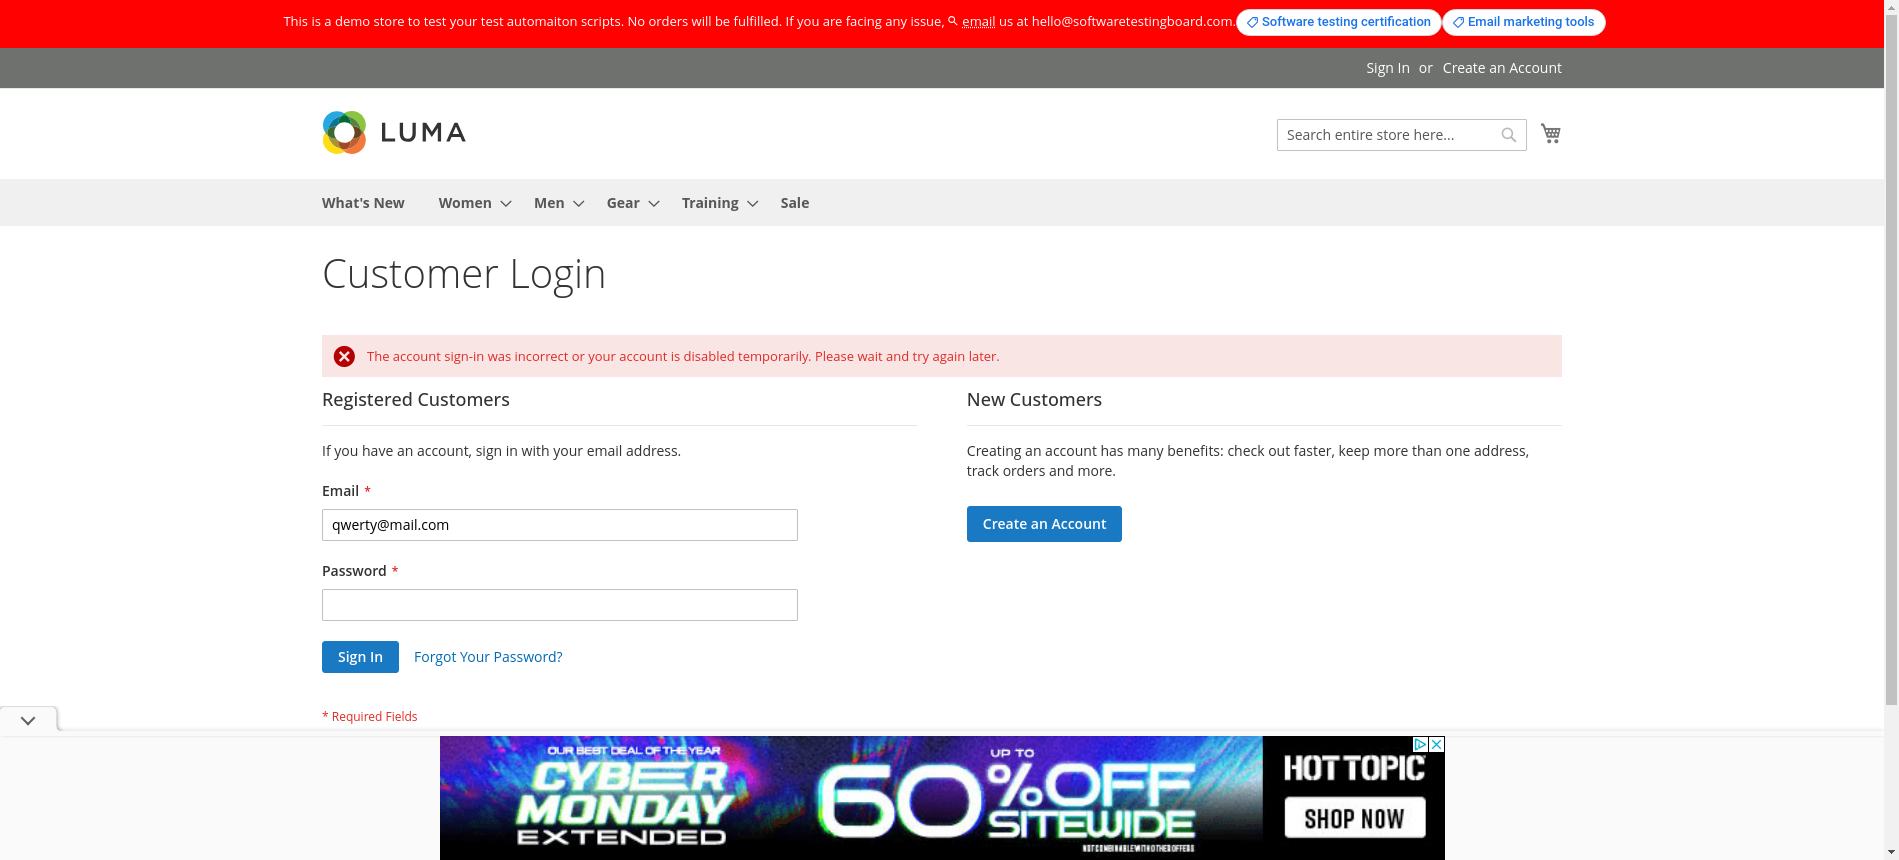 This is a demo store to test your test automaiton scripts. No orders will be fulfilled. If you are facing any issue, email us at hello@softwaretestingboard.com. Software testing certification Email marketing tools
Sign In or Create an Account
LUMA
Search entire store here...
What's New Women Men Gear Training Sale
Customer Login
The account sign-in was incorrect or your account is disabled temporarily. Please wait and try again later.
Registered Customers
If you have an account, sign in with your email address.
Email *
qwerty@mail.com
Password *
Sign In Forgot Your Password?
* Required Fields
New Customers
Creating an account has many benefits: check out faster, keep more than one address,
track orders and more.
Create an Account
OUR BEST DEAL OF THE YEAR
CYBER
MONDAY
EXTENDED
UP TO
60% OFF
SITEWIDE
NOT COMBINABLE WITH OTHER OFFERS
HOT TOPIC
SHOP NOW